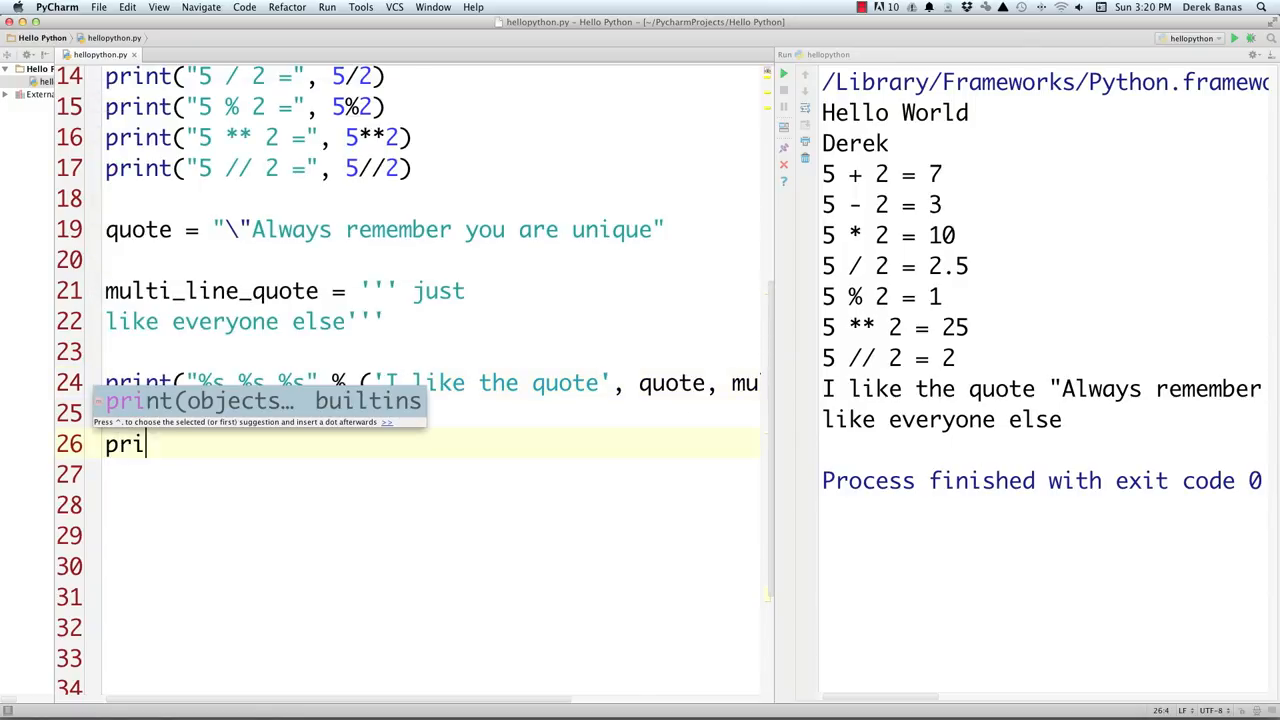 PyCharm File Edit View Navigate Code Refactor Run Tools VCS Window Help 10 Sun 3:20 PM Derek Banas
hellopython.py - Hello Python - [~/PycharmProjects/Hello Python]
Hello Python hellopython.py hellopython
hellopython.py
Run hellopython
Hello P
hell
Extern
14 print("5 / 2 =", 5/2)
15 print("5 % 2 =", 5%2)
16 print("5 ** 2 =", 5**2)
17 print("5 // 2 =", 5//2)
18
19 quote = "\"Always remember you are unique"
20
21 multi_line_quote = ''' just
22 like everyone else'''
23
24 print("%s %s %s" % ('I like the quote', quote, mul
25
print(objects… builtins
Press ^. to choose the selected (or first) suggestion and insert a dot afterwards >>
26 pri
27
28
29
30
31
32
33
34
/Library/Frameworks/Python.framewo
Hello World
Derek
5 + 2 = 7
5 - 2 = 3
5 * 2 = 10
5 / 2 = 2.5
5 % 2 = 1
5 ** 2 = 25
5 // 2 = 2
I like the quote "Always remember
like everyone else
Process finished with exit code 0
26:4 LF UTF-8